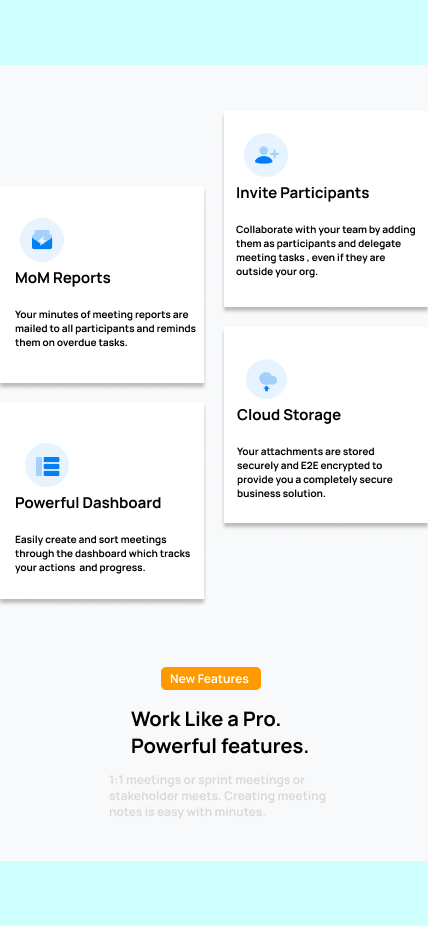 Invite Participants
Collaborate with your team by adding
them as participants and delegate
meeting tasks , even if they are
outside your org.
MoM Reports
Your minutes of meeting reports are
mailed to all participants and reminds
them on overdue tasks.
Cloud Storage
Your attachments are stored
securely and E2E encrypted to
provide you a completely secure
business solution.
Powerful Dashboard
Easily create and sort meetings
through the dashboard which tracks
your actions  and progress.
New Features
Work Like a Pro.
Powerful features.
1:1 meetings or sprint meetings or
stakeholder meets. Creating meeting
notes is easy with minutes.